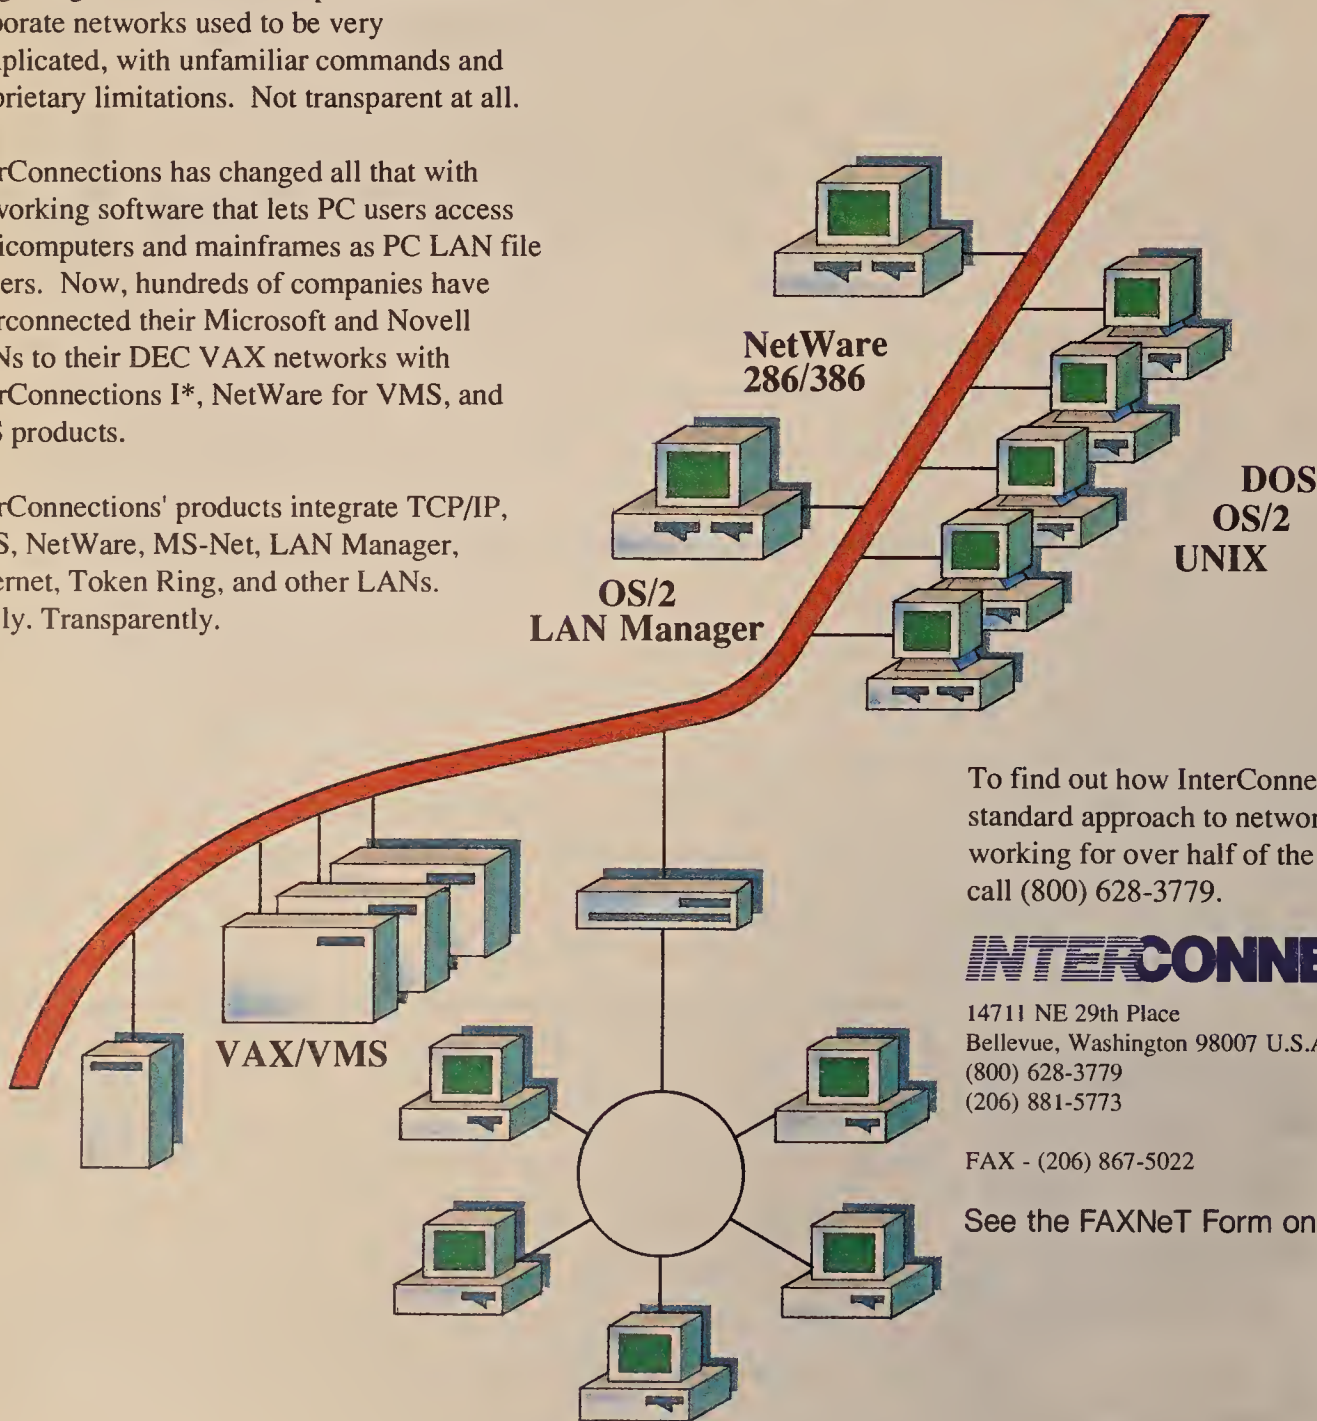 porate networks used to be very
plicated, with unfamiliar commands and
prietary limitations. Not transparent at all.
rConnections has changed all that with
working software that lets PC users access
icomputers and mainframes as PC LAN file
ers. Now, hundreds of companies have
rconnected their Microsoft and Novell
Ns to their DEC VAX networks with
rConnections I*, NetWare for VMS, and
products.
rConnections' products integrate TCP/IP,
S, NetWare, MS-Net, LAN Manager,
ernet, Token Ring, and other LANs.
ly. Transparently.
NetWare
286/386
DOS
OS/2
UNIX
OS/2
LAN Manager
VAX/VMS
To find out how InterConne
standard approach to networ
working for over half of the
call (800) 628-3779.
INTERCONNE
14711 NE 29th Place
Bellevue, Washington 98007 U.S.A
(800) 628-3779
(206) 881-5773
FAX - (206) 867-5022
See the FAXNeT Form on